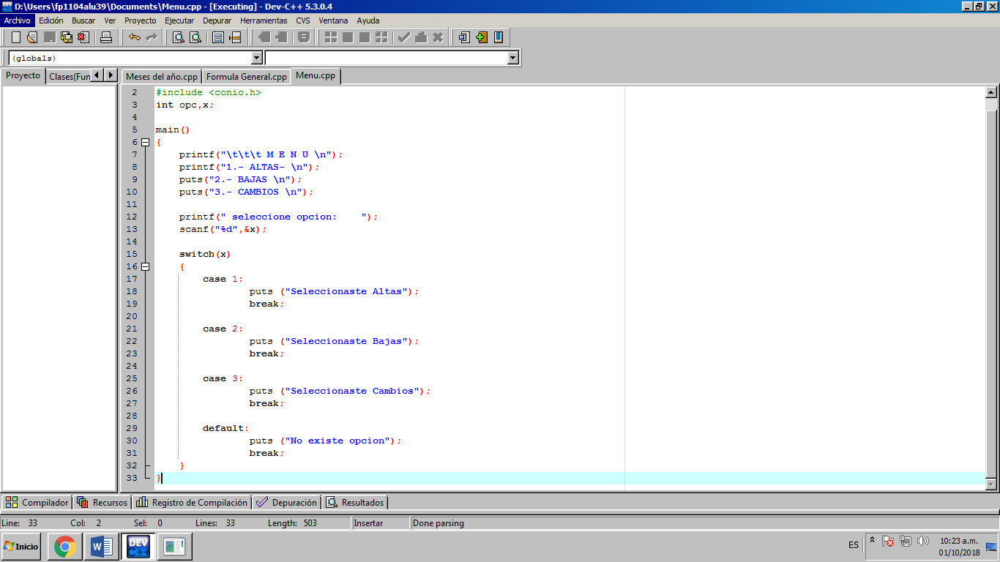 D:\Users\fp1104alu39\Documents\Menu.cpp - [Executing] - Dev-C++ 5.3.0.4
Archivo Edición Buscar Ver Proyecto Ejecutar Depurar Herramientas CVS Ventana Ayuda
(globals)
Proyecto Clases(Fun Meses del año.cpp Formula General.cpp Menu.cpp
2 #include <conio.h>
3 int opc,x;
4
5 main()
6 {
7 printf("\t\t\t M E N U \n");
8 printf("1.- ALTAS- \n");
9 puts("2.- BAJAS \n");
10 puts("3.- CAMBIOS \n");
11
12 printf(" seleccione opcion:    ");
13 scanf("%d",&x);
14
15 switch(x)
16 {
17 case 1:
18 puts ("Seleccionaste Altas");
19 break;
20
21 case 2:
22 puts ("Seleccionaste Bajas");
23 break;
24
25 case 3:
26 puts ("Seleccionaste Cambios");
27 break;
28
29 default:
30 puts ("No existe opcion");
31 break;
32 }
33 }
Compilador Recursos Registro de Compilación Depuración Resultados
Line: 33 Col: 2 Sel: 0 Lines: 33 Length: 503 Insertar Done parsing
Inicio W DEV C++ ES 10:23 a.m.
01/10/2018